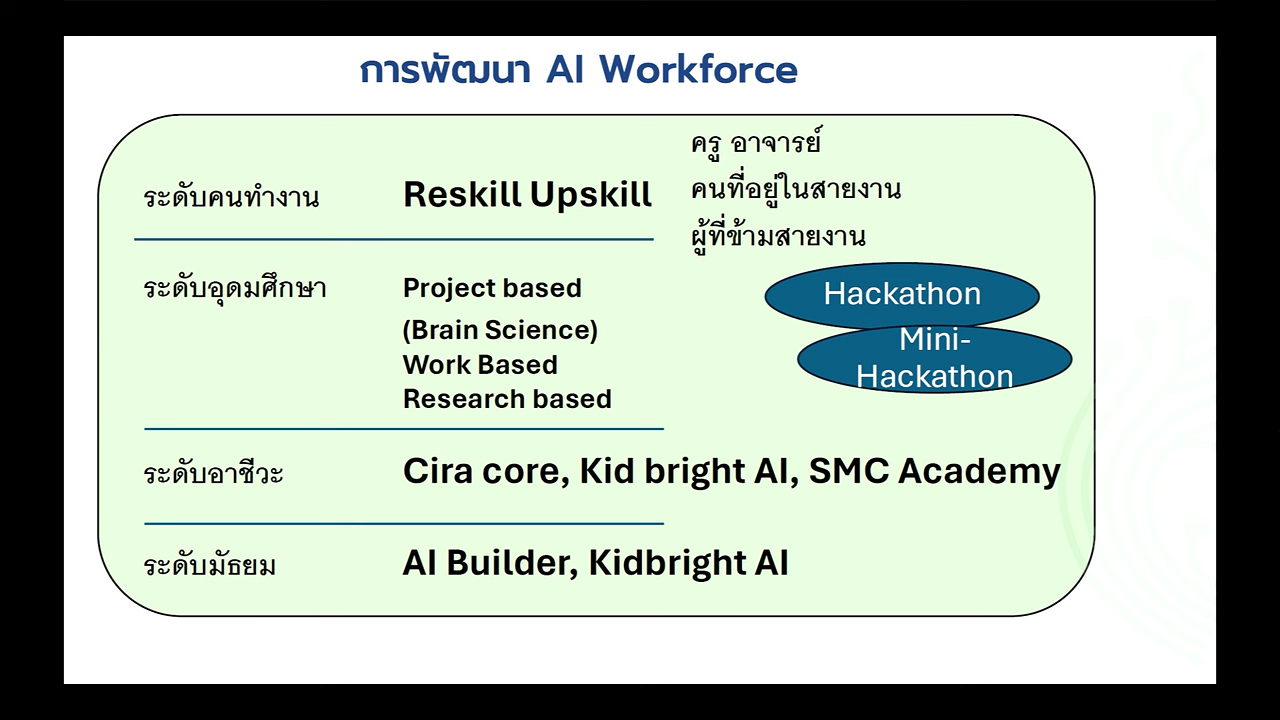 การพัฒนา AI Workforce
ระดับคนทำงาน
Reskill Upskill
ครู อาจารย์
คนที่อยู่ในสายงาน
ผู้ที่ข้ามสายงาน
ระดับอุดมศึกษา
Project based
(Brain Science)
Work Based
Research based
Hackathon
Mini-
Hackathon
ระดับอาชีวะ
Cira core, Kid bright AI, SMC Academy
ระดับมัธยม
AI Builder, Kidbright AI